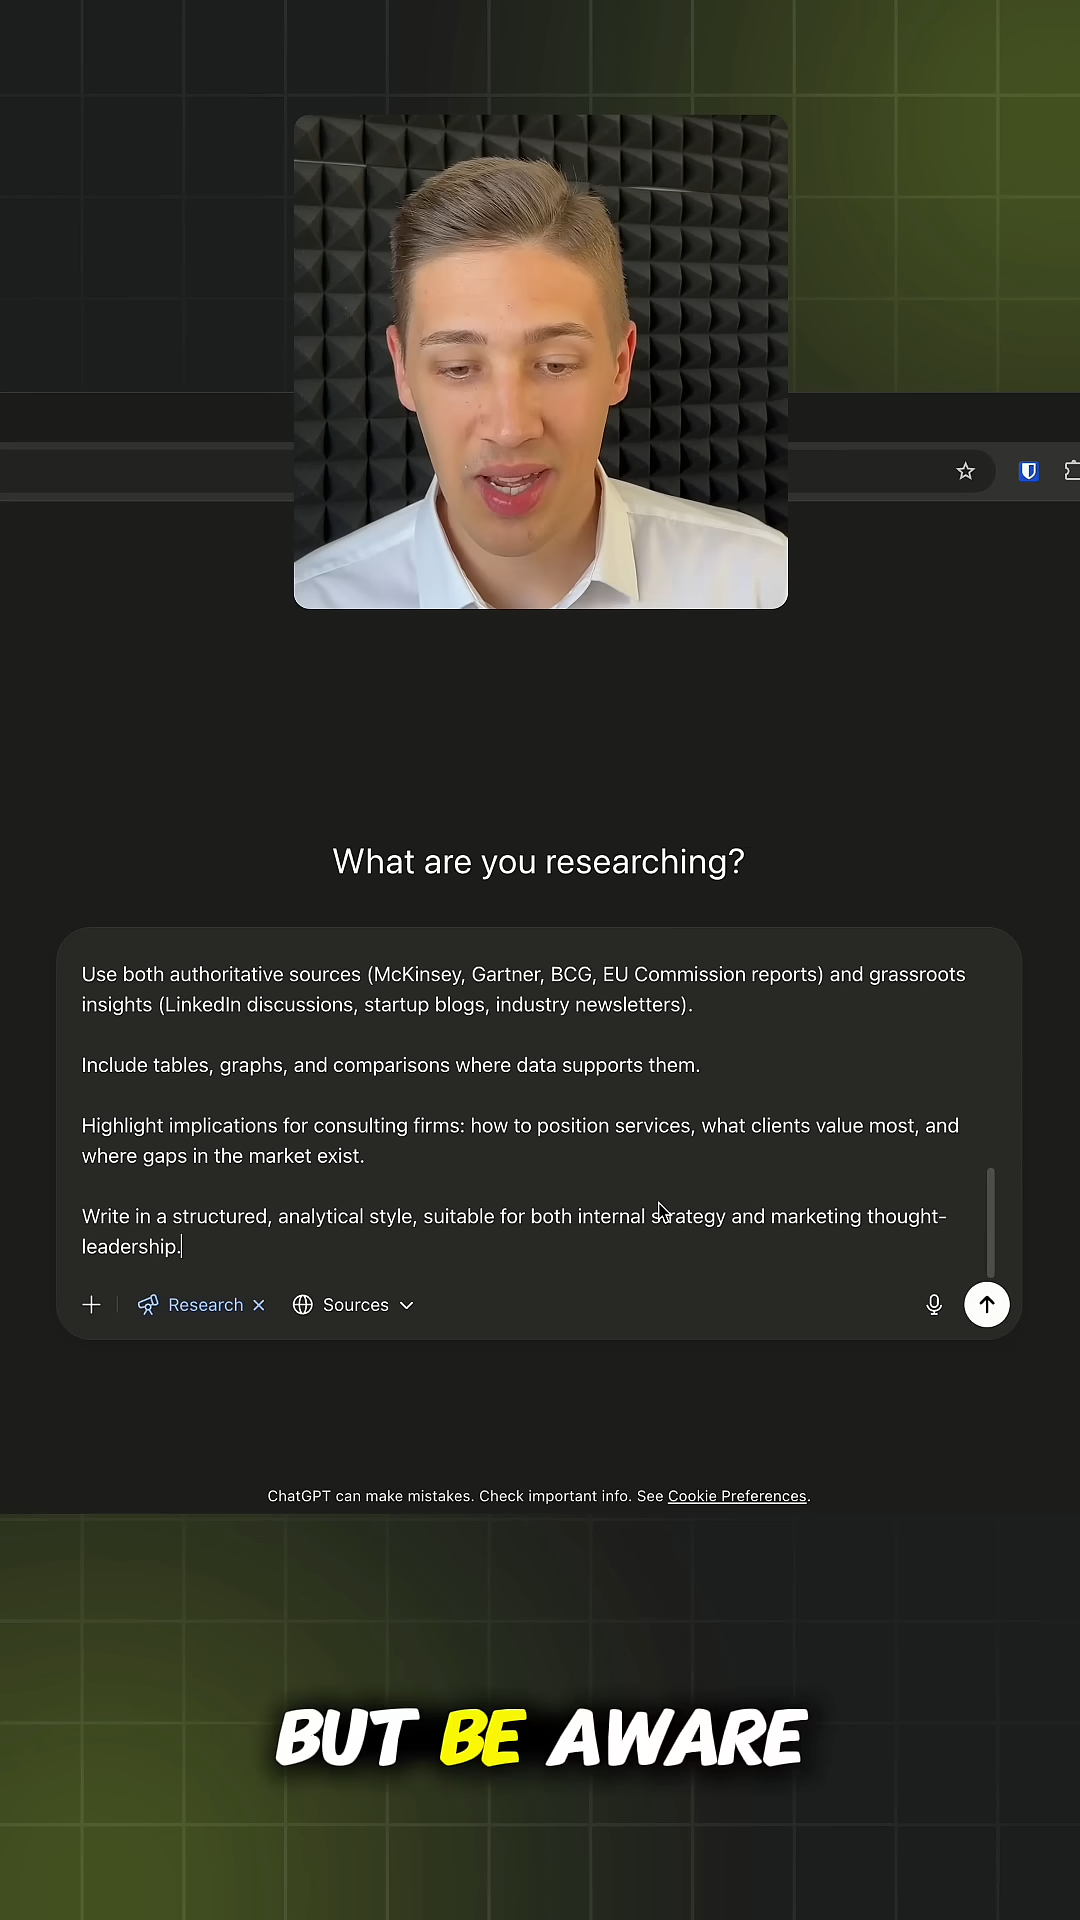 What are you researching?
Use both authoritative sources (McKinsey, Gartner, BCG, EU Commission reports) and grassroots
insights (LinkedIn discussions, startup blogs, industry newsletters).
Include tables, graphs, and comparisons where data supports them.
Highlight implications for consulting firms: how to position services, what clients value most, and
where gaps in the market exist.
Write in a structured, analytical style, suitable for both internal strategy and marketing thought-
leadership.
Research
Sources
ChatGPT can make mistakes. Check important info. See Cookie Preferences.
BUT BE AWARE